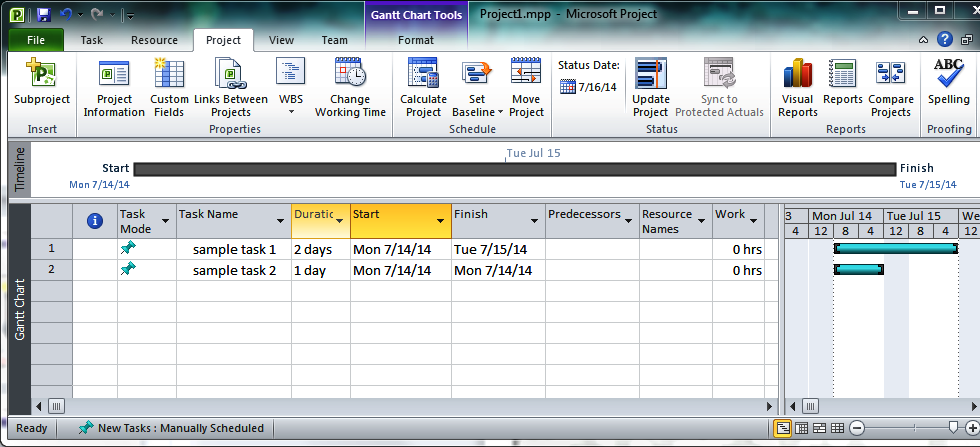 Gantt Chart Tools Project1.mpp - Microsoft Project
File Task Resource Project View Team Format
Subproject
Project Information
Custom Fields
Links Between Projects
WBS
Change Working Time
Calculate Project
Set Baseline
Move Project
Status Date:
7/16/14
Update Project
Sync to Protected Actuals
Visual Reports
Reports
Compare Projects
ABC
Spelling
Insert Properties Schedule Status Reports Proofing
Timeline
Tue Jul 15
Start Finish
Mon 7/14/14 Tue 7/15/14
Task Mode Task Name Duratic Start Finish Predecessors Resource Names Work
3 Mon Jul 14 Tue Jul 15 We
4 12 8 4 12 8 4 12
1 sample task 1 2 days Mon 7/14/14 Tue 7/15/14 0 hrs
2 sample task 2 1 day Mon 7/14/14 Mon 7/14/14 0 hrs
Gantt Chart
Ready New Tasks : Manually Scheduled